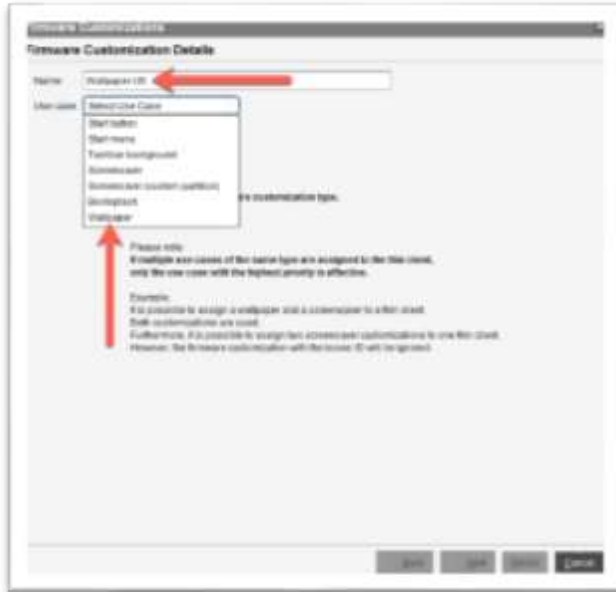 Firmware Customizations
Firmware Customization Details
Name
Wallpaper
Use case
Select Use Case
Start button
Start menu
Taskbar background
Screensaver
Screensaver (custom partition)
Bootsplash
Wallpaper
customization type.
Please note:
If multiple use cases of the same type are assigned to the thin client,
only the use case with the highest priority is effective.
Example:
It is possible to assign a wallpaper and a screensaver to a thin client.
Both customizations are used.
Furthermore, it is possible to assign two screensaver customizations to one thin client.
However, the firmware customization with the lower ID will be ignored.
Back
Cancel